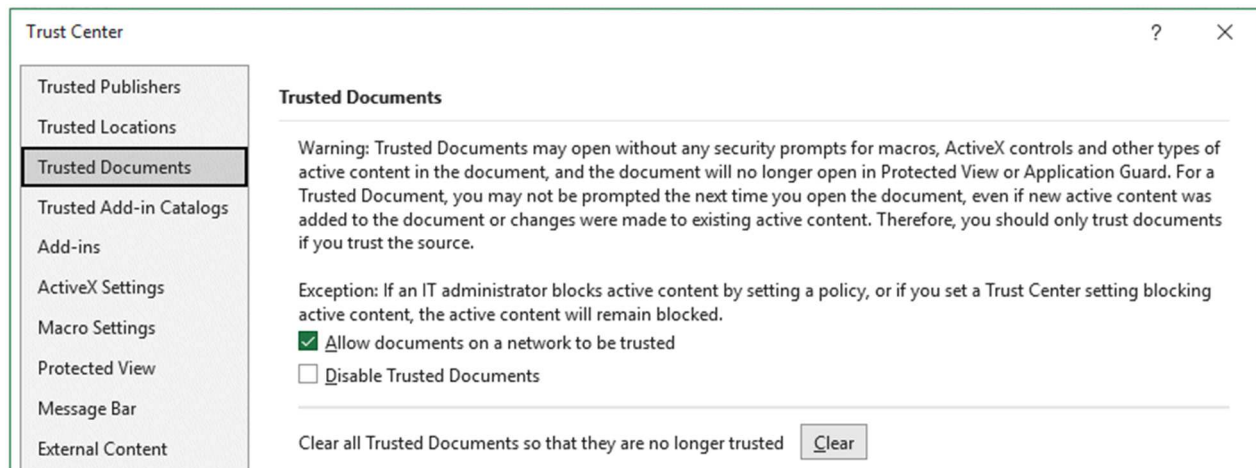 Trust Center
?
Trusted Publishers
Trusted Locations
Trusted Documents
Trusted Add-in Catalogs
Add-ins
ActiveX Settings
Macro Settings
Protected View
Message Bar
External Content
Trusted Documents
Warning: Trusted Documents may open without any security prompts for macros, ActiveX controls and other types of
active content in the document, and the document will no longer open in Protected View or Application Guard. For a
Trusted Document, you may not be prompted the next time you open the document, even if new active content was
added to the document or changes were made to existing active content. Therefore, you should only trust documents
if you trust the source.
Exception: If an IT administrator blocks active content by setting a policy, or if you set a Trust Center setting blocking
active content, the active content will remain blocked.
Allow documents on a network to be trusted
Disable Trusted Documents
Clear all Trusted Documents so that they are no longer trusted Clear